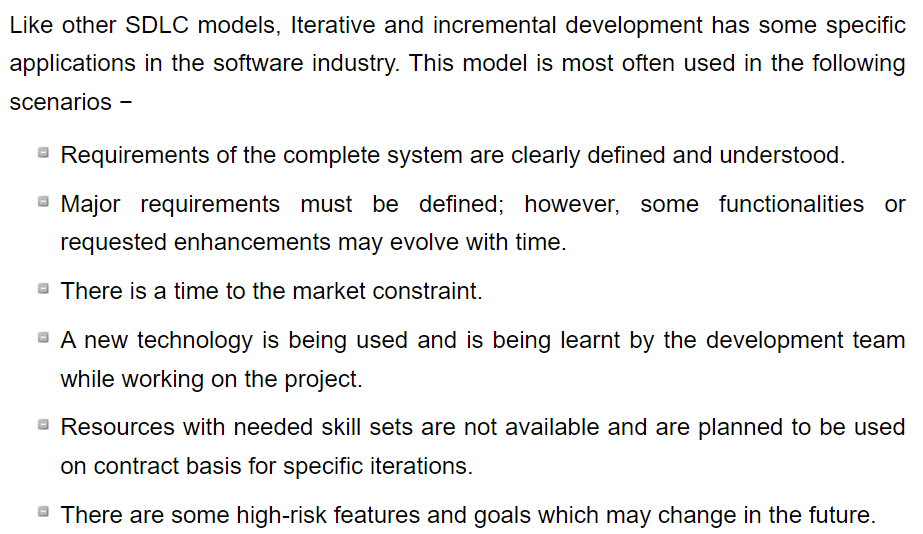 Like other SDLC models, Iterative and incremental development has some specific
applications in the software industry. This model is most often used in the following
scenarios −
Requirements of the complete system are clearly defined and understood.
Major requirements must be defined; however, some functionalities or
requested enhancements may evolve with time.
There is a time to the market constraint.
A new technology is being used and is being learnt by the development team
while working on the project.
Resources with needed skill sets are not available and are planned to be used
on contract basis for specific iterations.
There are some high-risk features and goals which may change in the future.